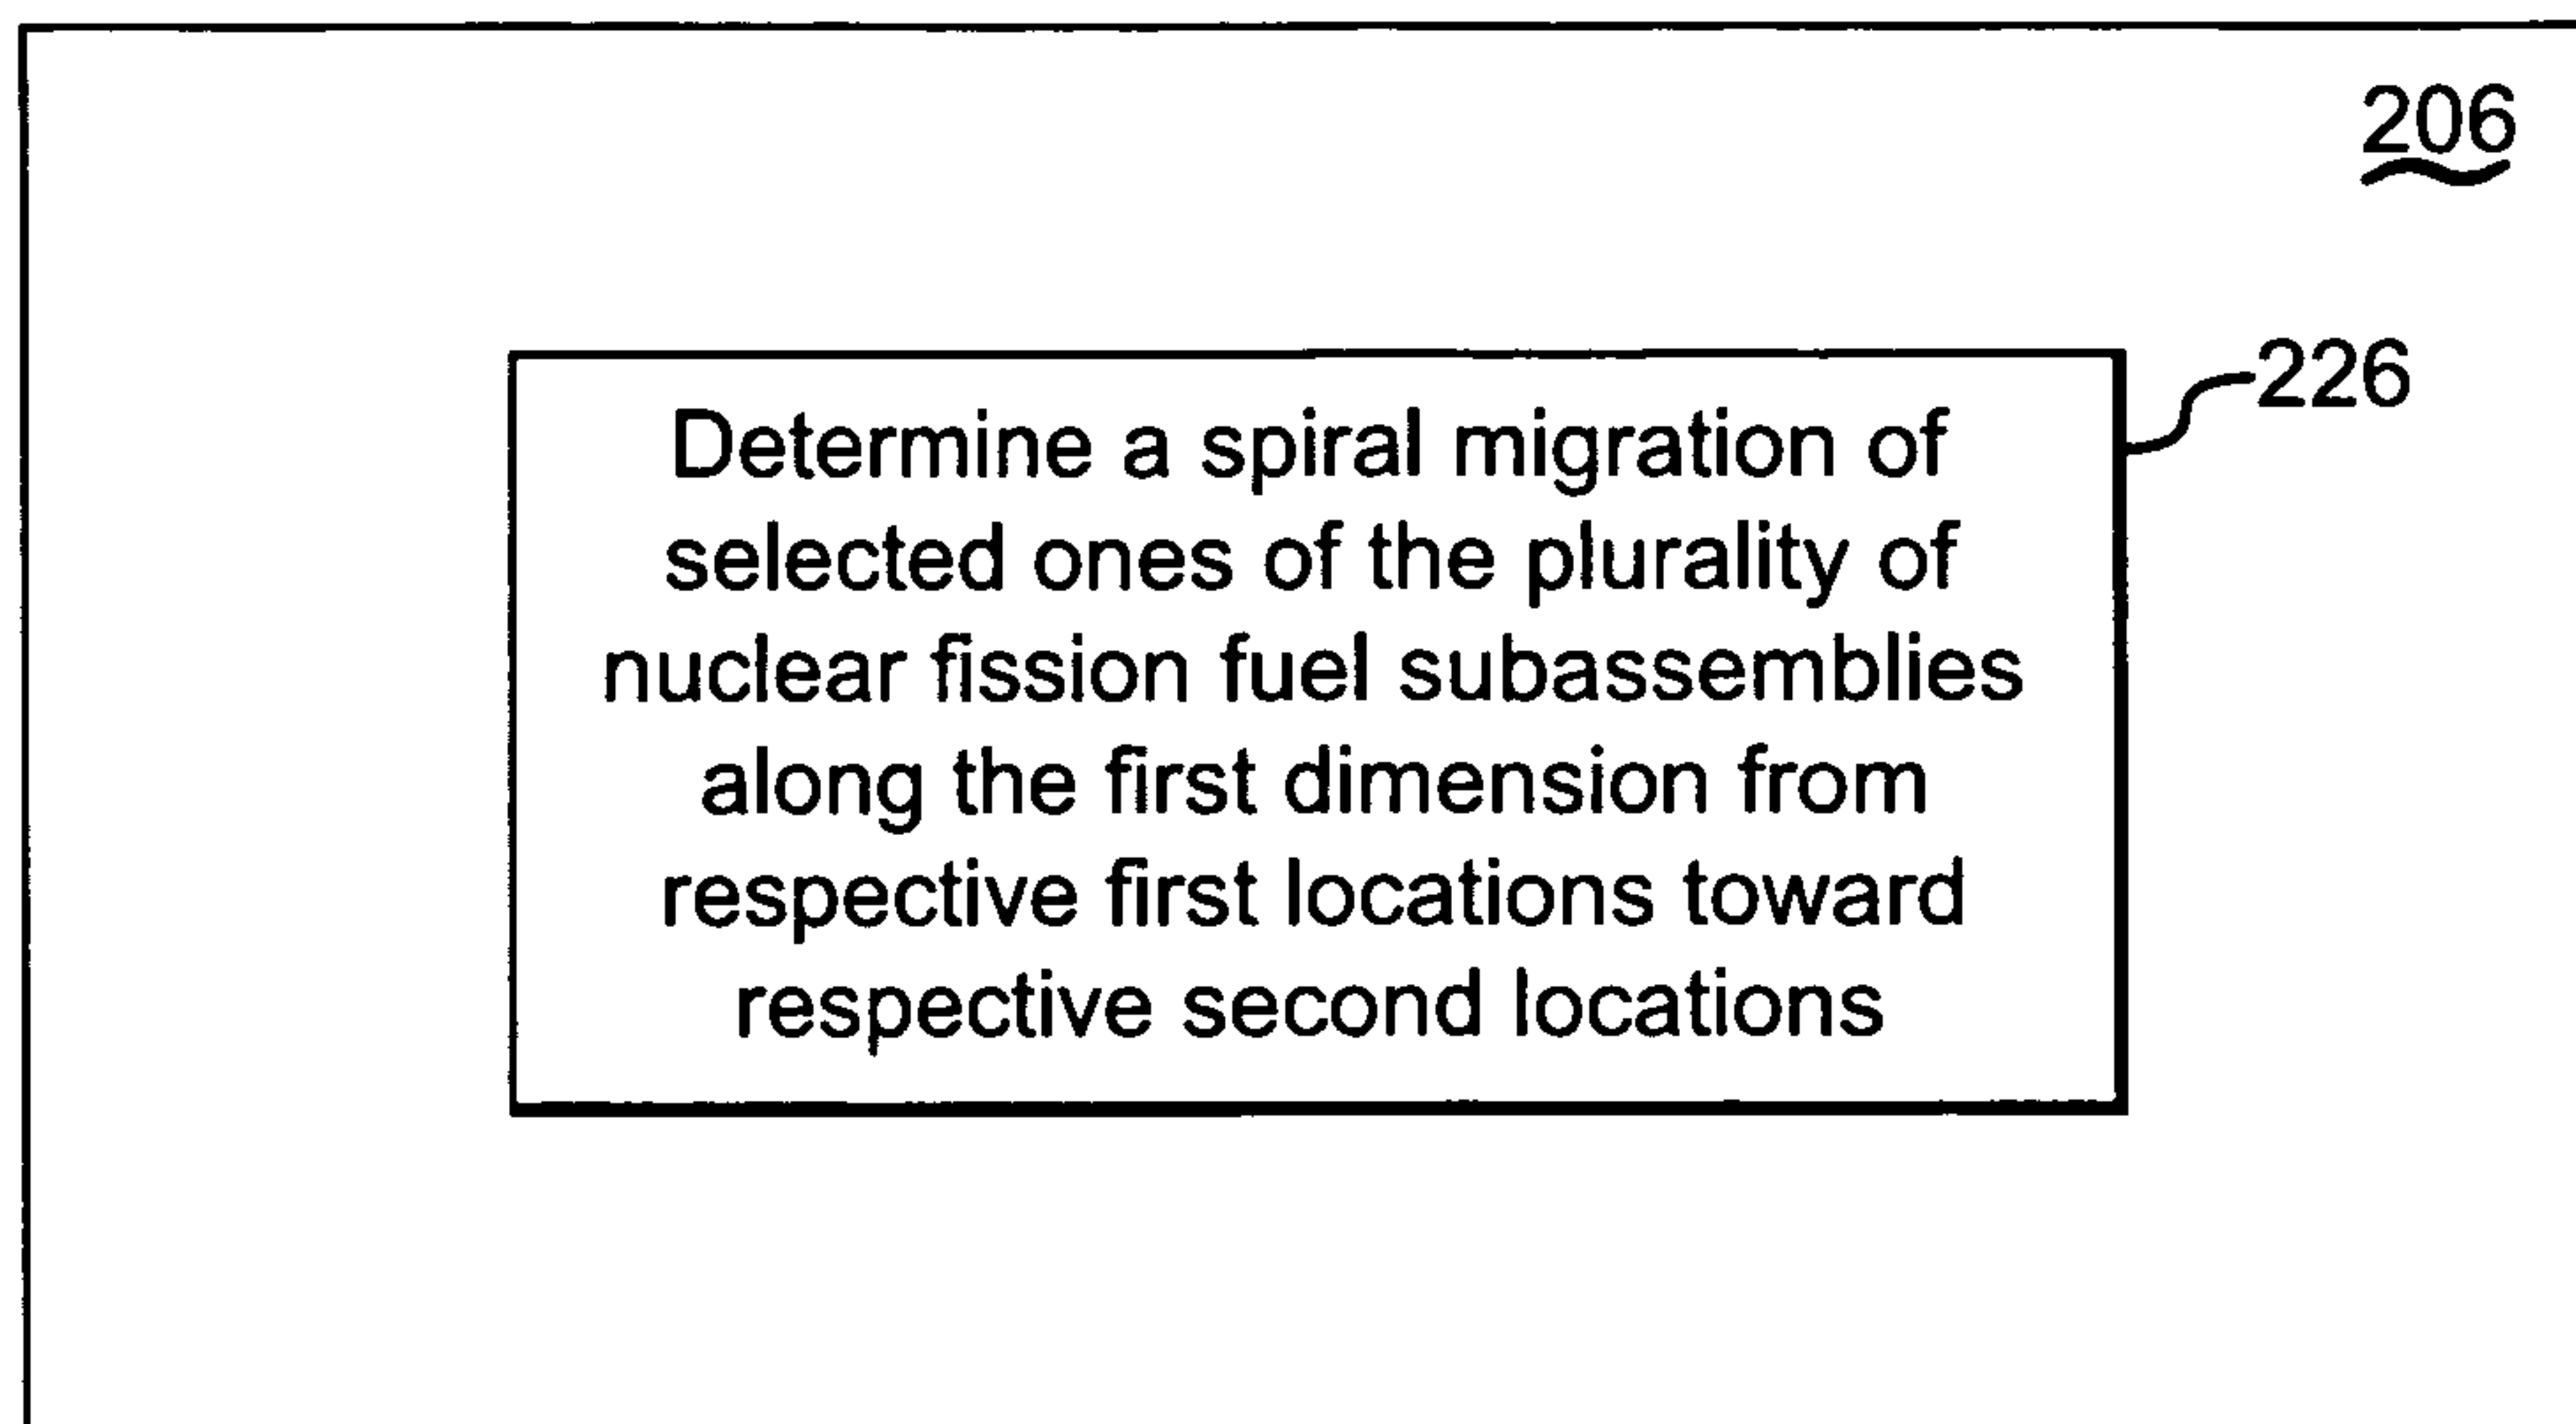 206
226
Determine a spiral migration of
selected ones of the plurality of
nuclear fission fuel subassemblies
along the first dimension from
respective first locations toward
respective second locations